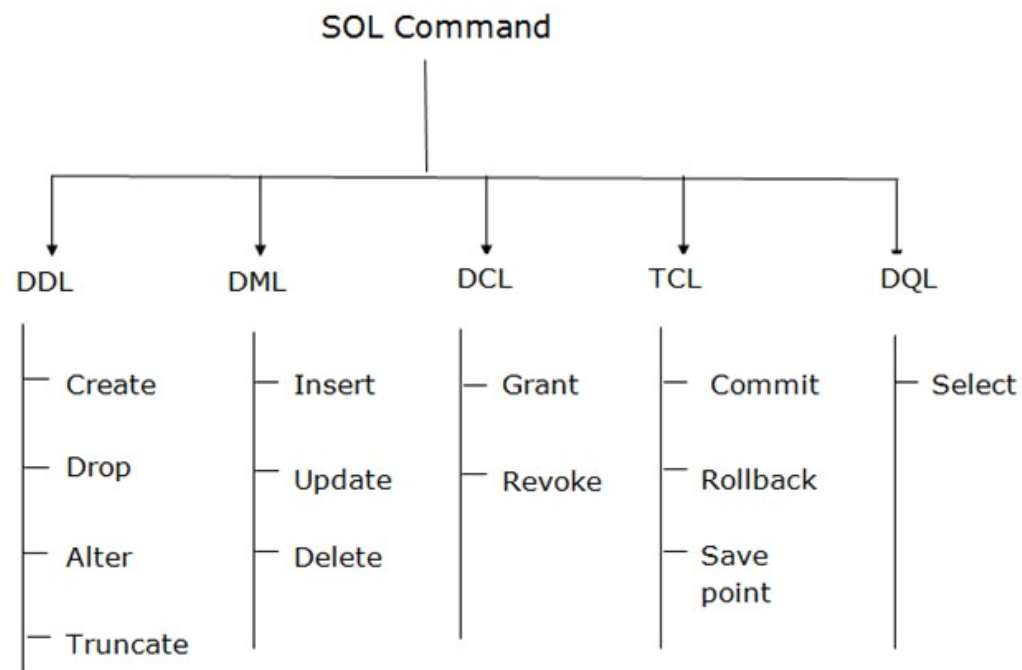 SOL Command
DDL
DML
DCL
TCL
DQL
Create
Drop
Alter
Truncate
Insert
Update
Delete
Grant
Revoke
Commit
Rollback
Save
point
Select